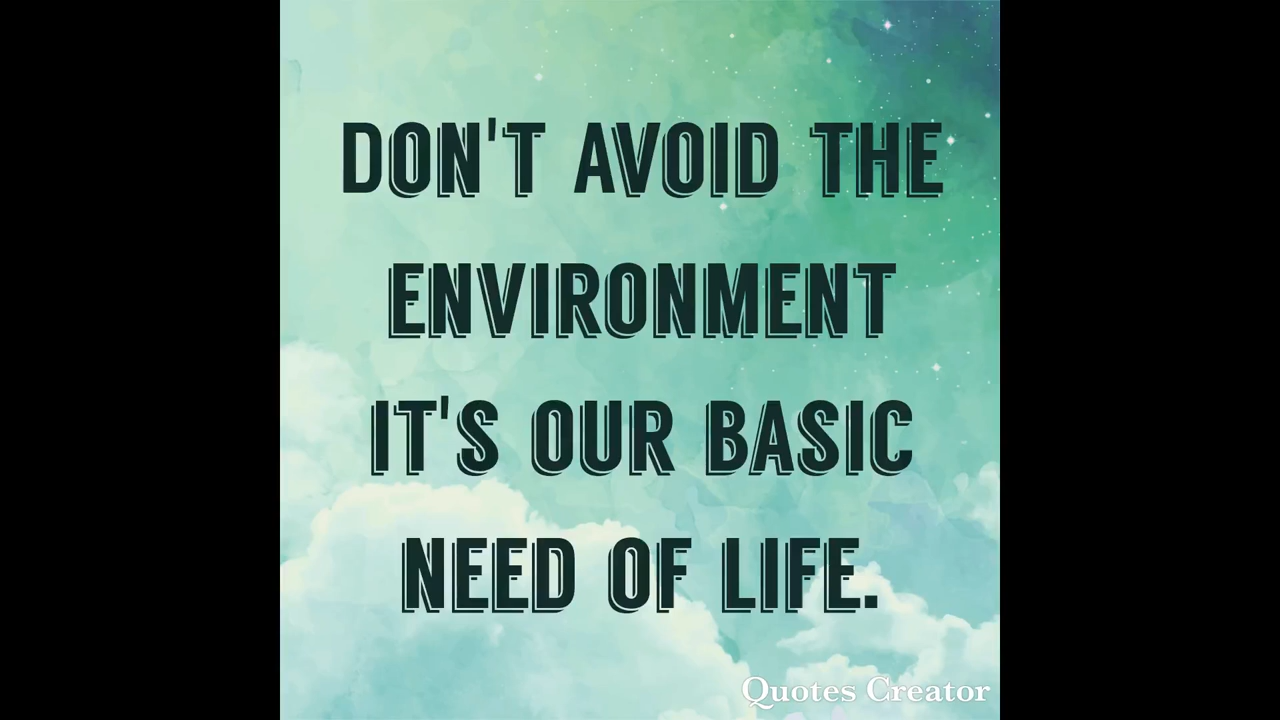 DON'T AVOID THE
ENVIRONMENT
IT'S OUR BASIC
NEED OF LIFE.
Quotes Creator